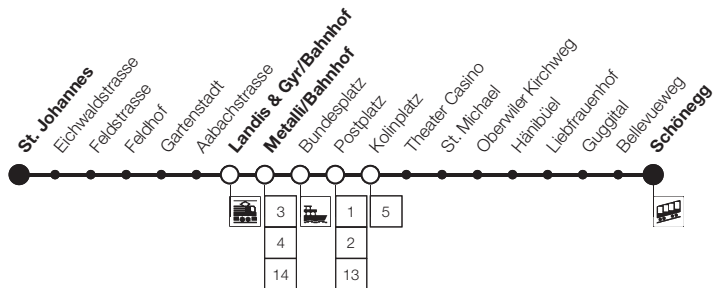 St. Johannes
Eichwaldstrasse
Feldstrasse
Feldhof
Gartenstadt
Aabachstrasse
Landis & Gyr/Bahnhof
Metalli/Bahnhof
Bundesplatz
Postplatz
Kolinplatz
Theater Casino
St. Michael
Oberwiler Kirchweg
Hänibüel
Liebfrauenhof
Guggital
Bellevueweg
Schönegg
3 1 5
4 2
14 13